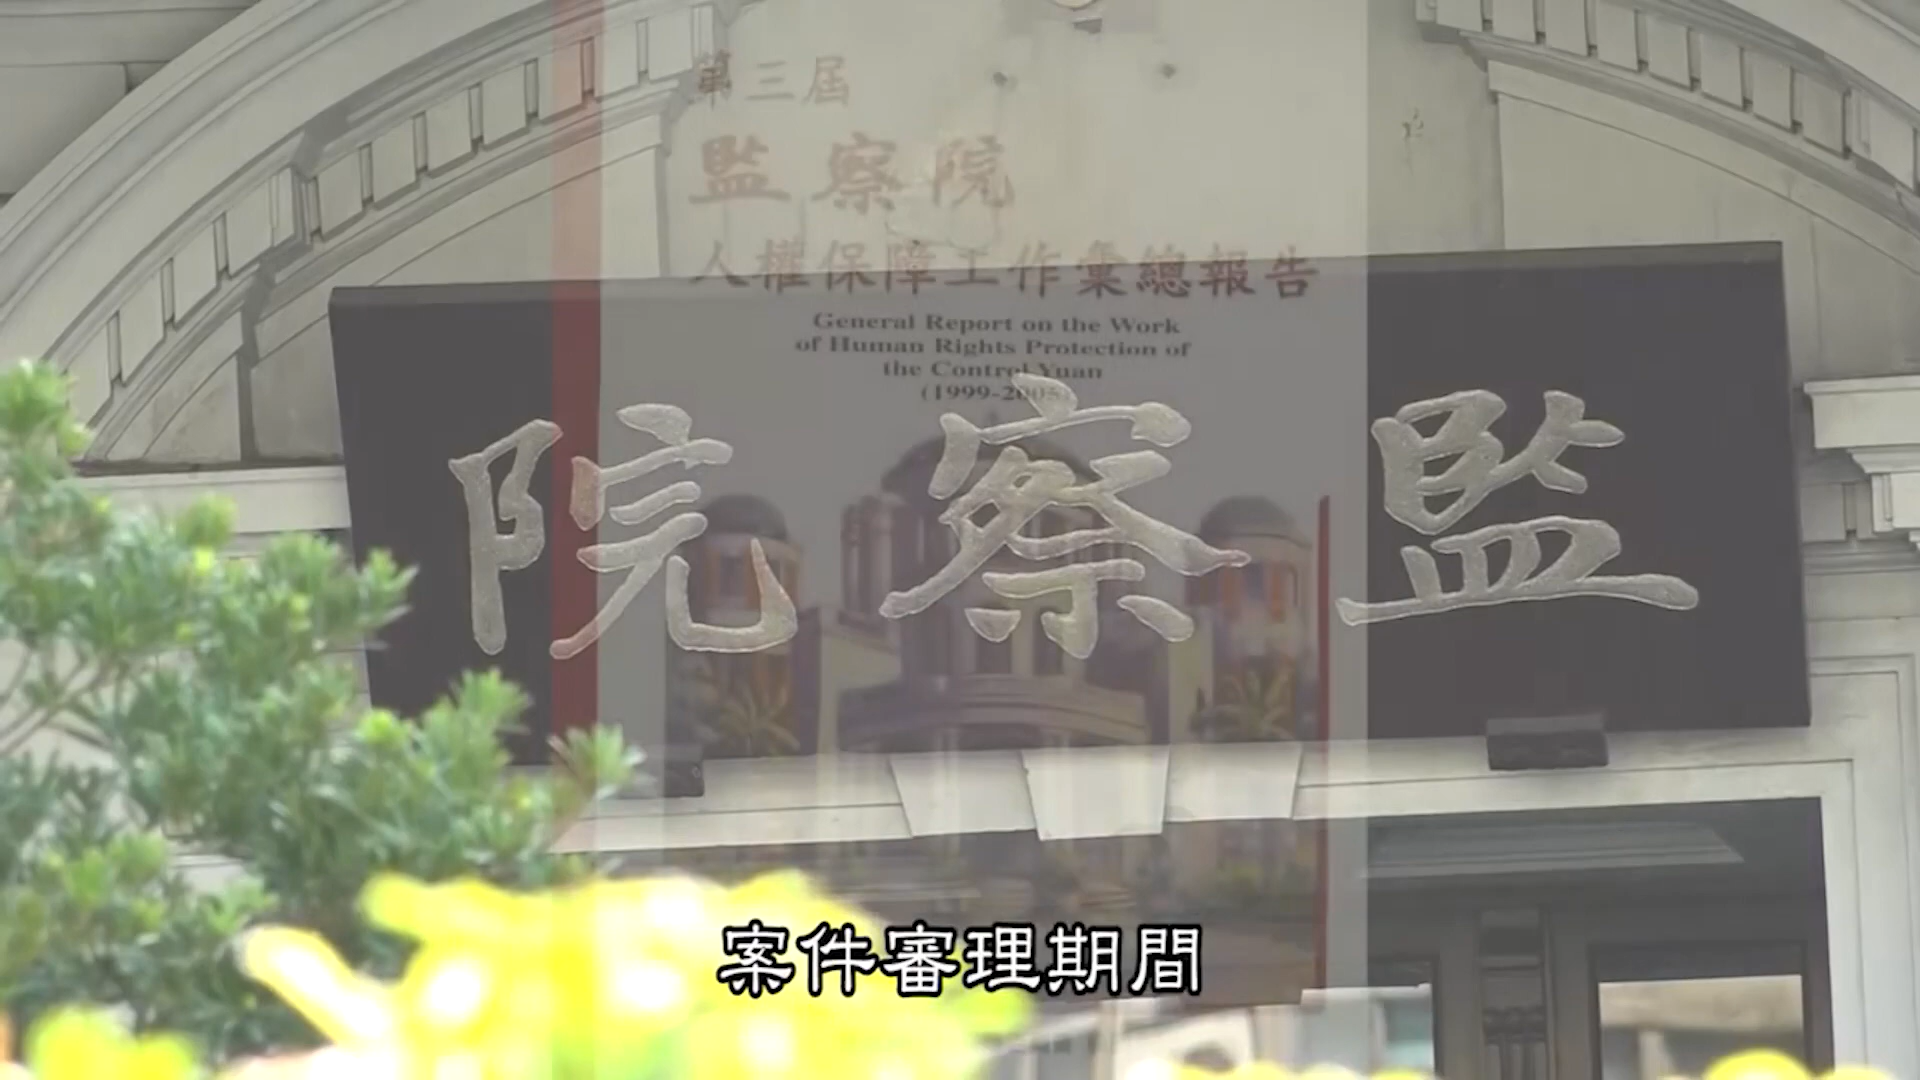 第三屆
監察院
人權保障工作彙總報告
General Report on the Work
of Human Rights Protection of
the Control Yuan
(1999-2005)
院察監
案件審理期間